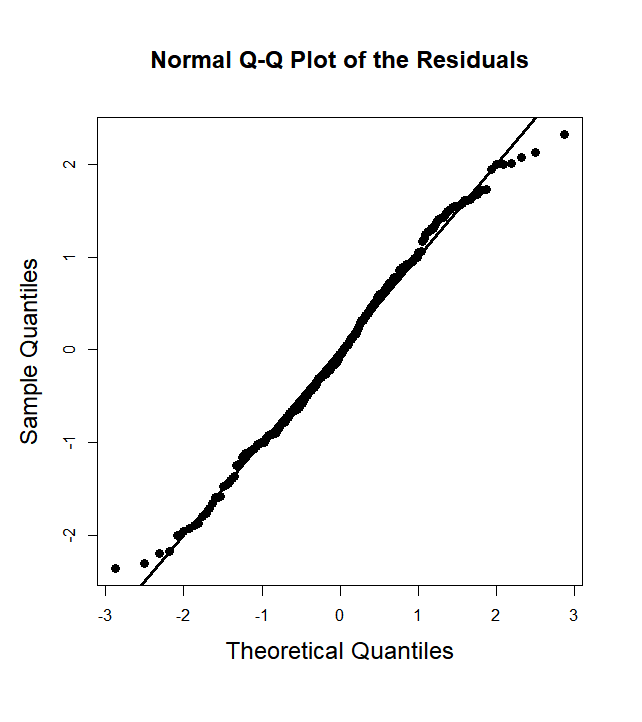 Normal Q-Q Plot of the Residuals
2
1
0
-1
-2
Sample Quantiles
-3 -2 -1 0 1 2 3
Theoretical Quantiles